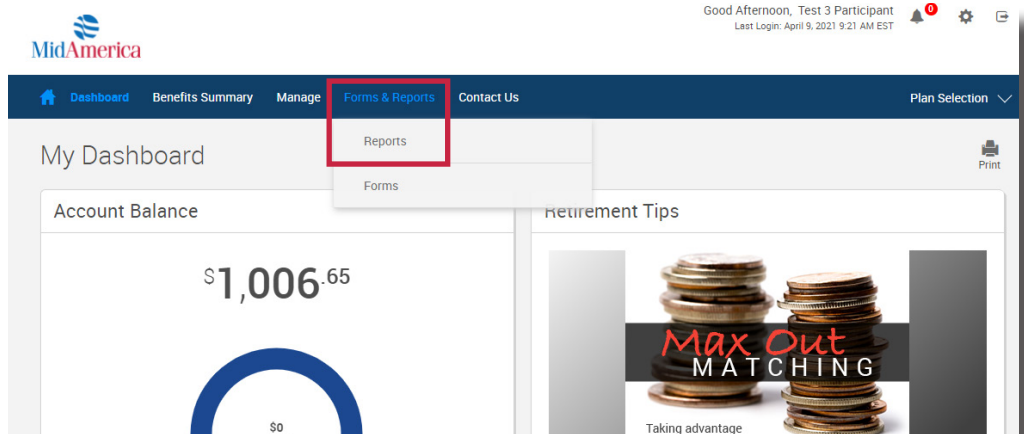 Good Afternoon, Test 3 Participant
Last Login: April 9, 2021 9:21 AM EST
0
MidAmerica
Dashboard Benefits Summary Manage Forms & Reports Contact Us Plan Selection
Reports
Forms
My Dashboard
Print
Account Balance
$1,006.65
$0
Retirement Tips
Max Out
MATCHING
Taking advantage